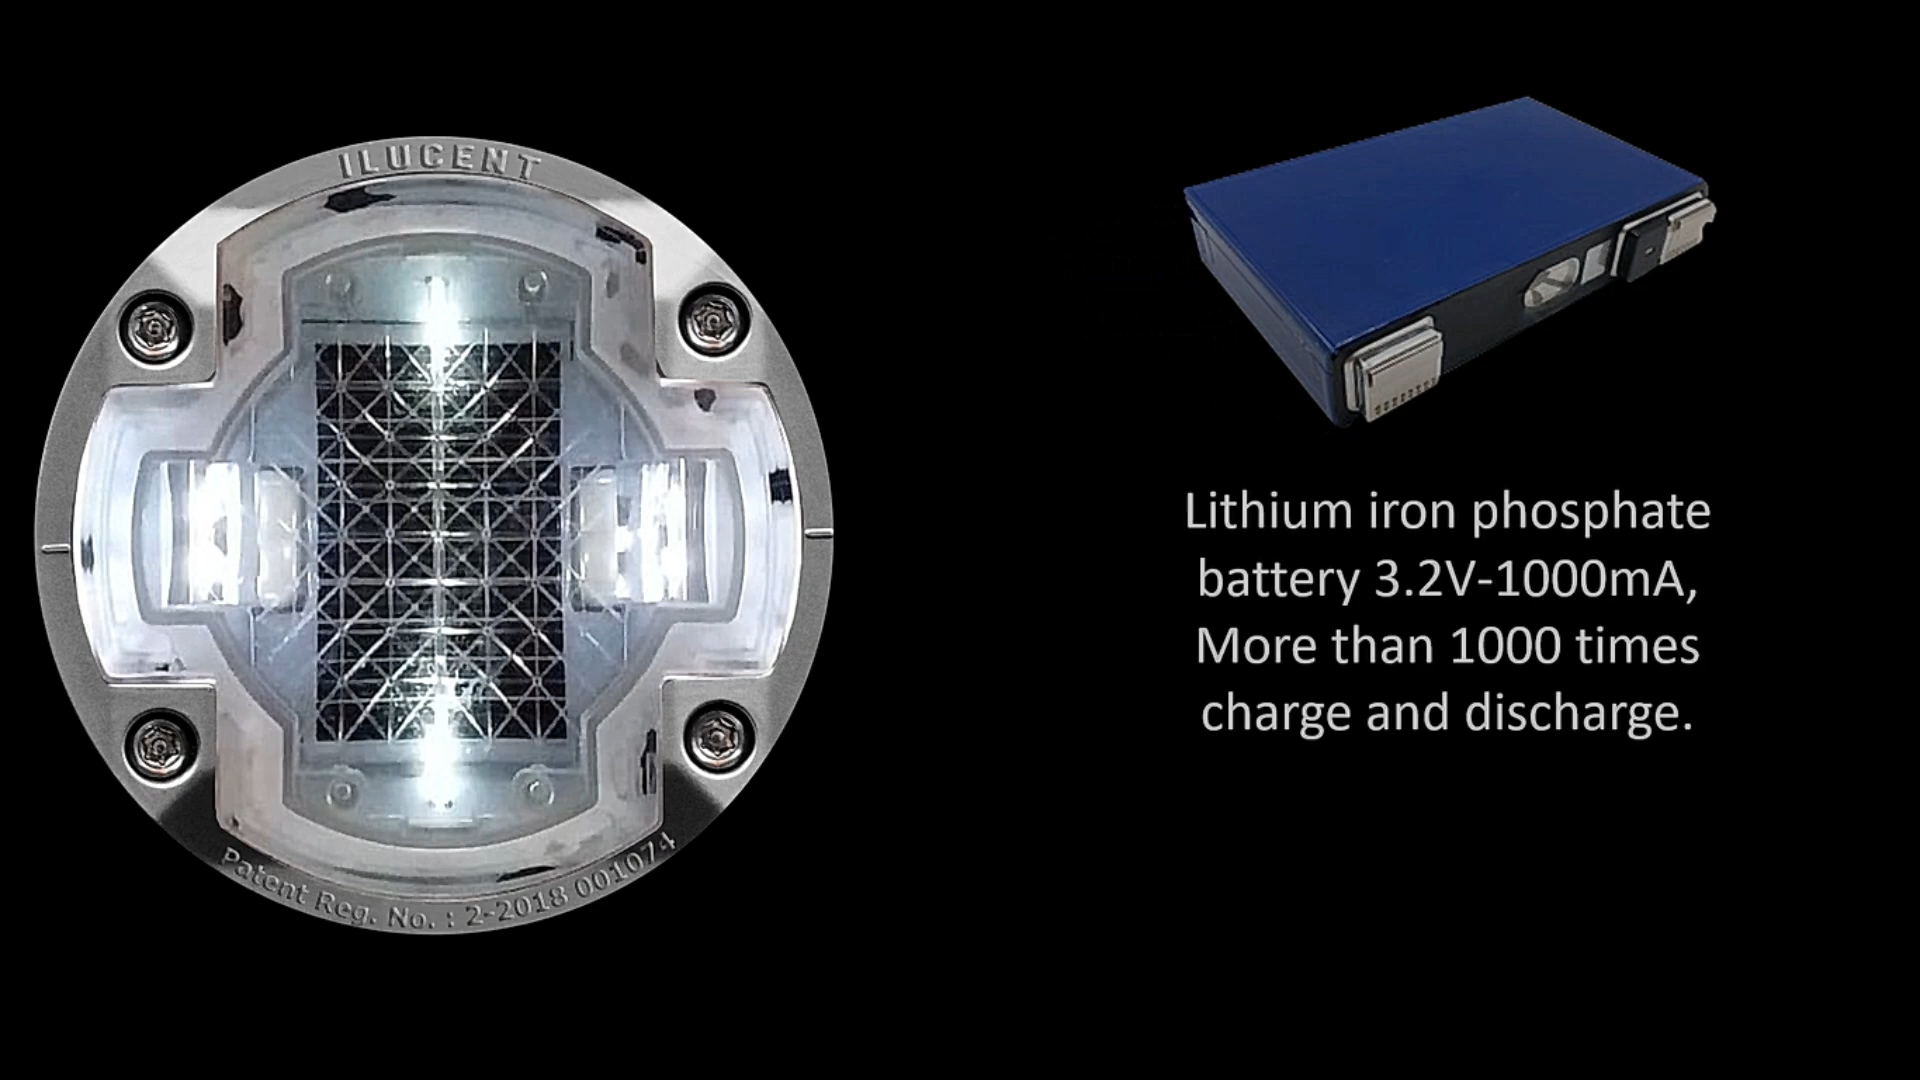 ILUCENT
Patent Reg. No. : 2-2018 001074
Lithium iron phosphate
battery 3.2V-1000mA,
More than 1000 times
charge and discharge.